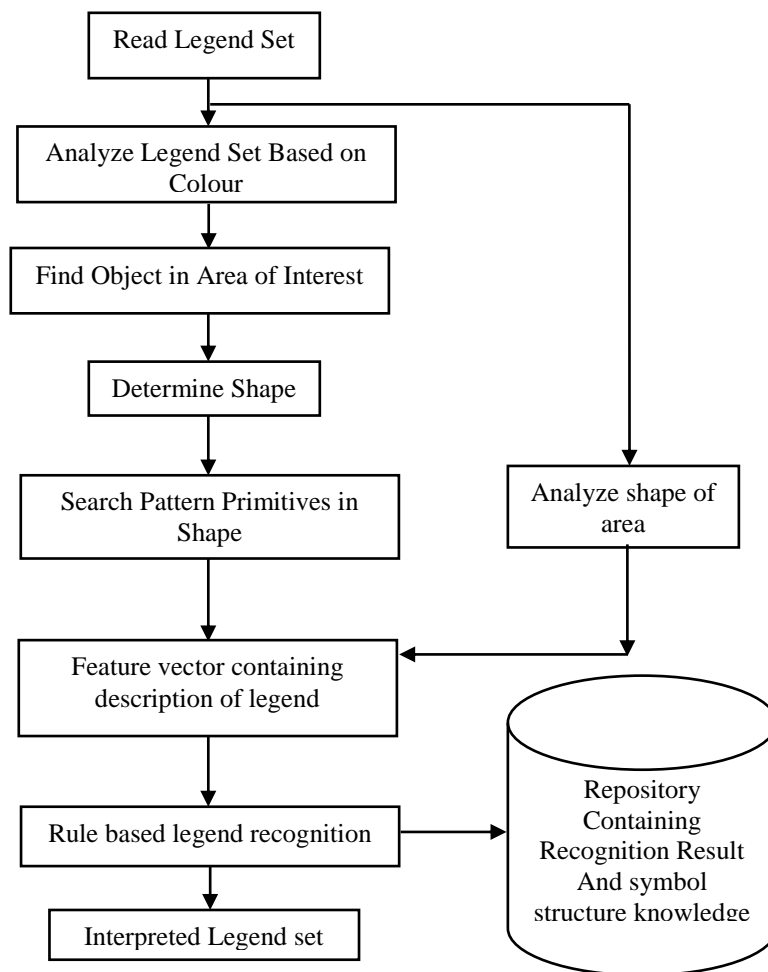 Read Legend Set
Analyze Legend Set Based on
Colour
Find Object in Area of Interest
Determine Shape
Search Pattern Primitives in
Shape
Analyze shape of
area
Feature vector containing
description of legend
Rule based legend recognition
Repository
Containing
Recognition Result
And symbol
structure knowledge
Interpreted Legend set